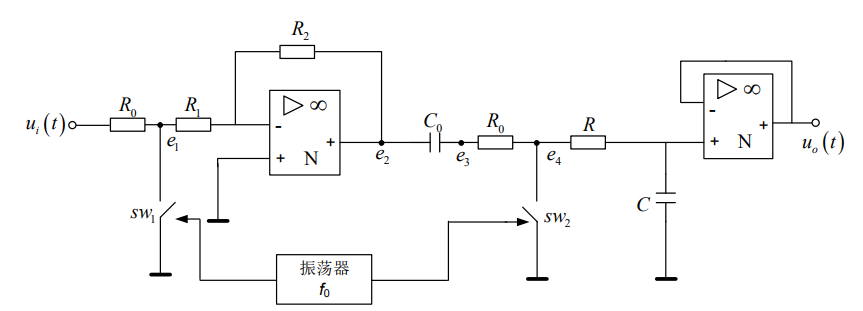 R₂
R₀
R₁
▷ ∞
▷ ∞
uᵢ(t)
e₁
-
+
N
+
C₀
R₀
R
-
+
N
+
uₒ(t)
e₂
e₃
e₄
sw₁
sw₂
C
振荡器
f₀